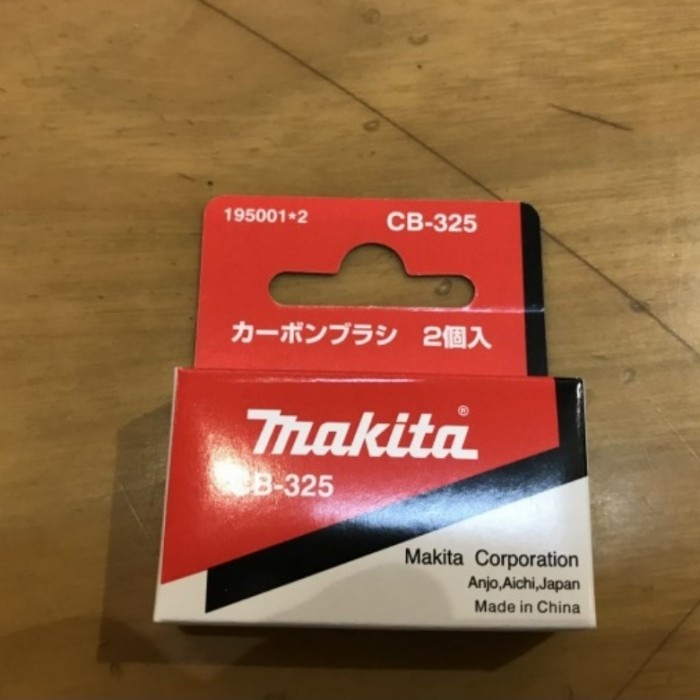 195001*2 CB-325
カーボンブラシ 2個入
makita®
CB-325
Makita Corporation
Anjo,Aichi,Japan
Made in China